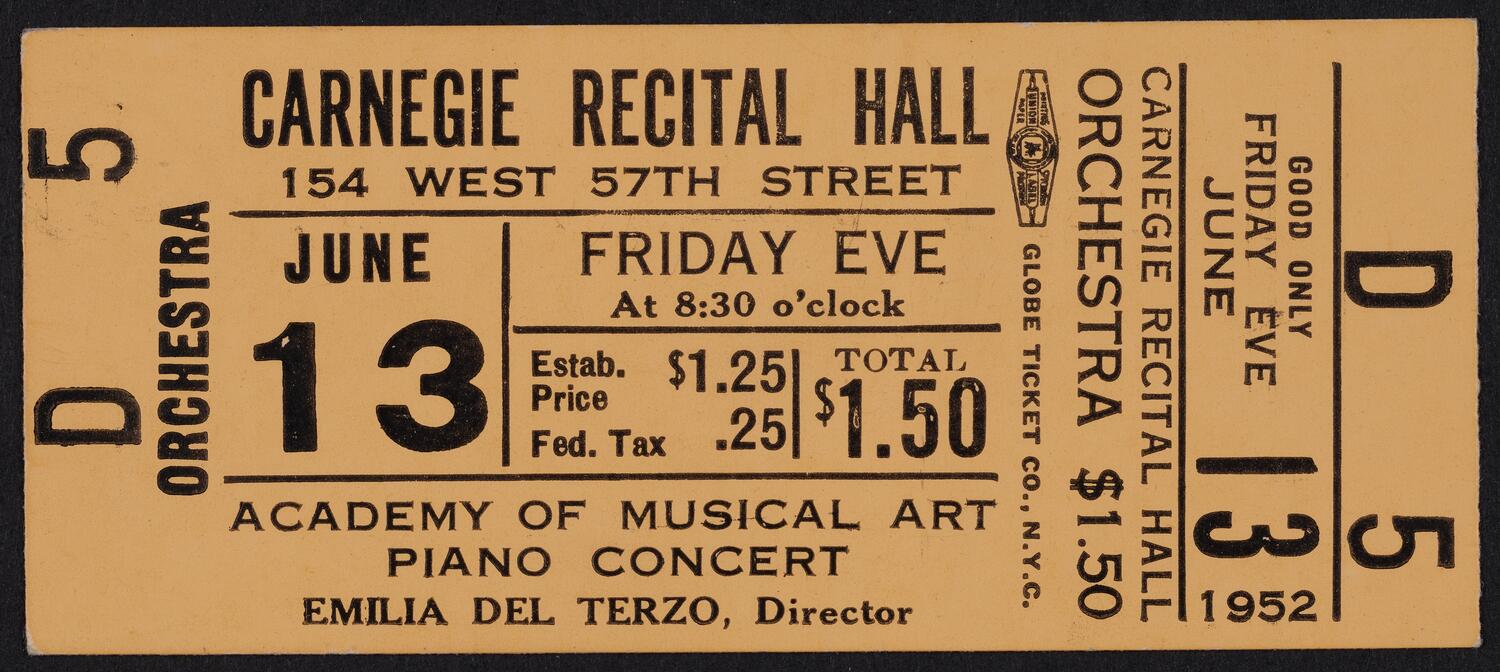 D 5
ORCHESTRA
CARNEGIE RECITAL HALL
154 WEST 57TH STREET
JUNE
13
FRIDAY EVE
At 8:30 o'clock
Estab. Price $1.25
Fed. Tax .25
TOTAL
$1.50
ACADEMY OF MUSICAL ART
PIANO CONCERT
EMILIA DEL TERZO, Director
GLOBE TICKET CO., N.Y.C.
ORCHESTRA $1.50
CARNEGIE RECITAL HALL
GOOD ONLY
FRIDAY EVE
JUNE
13
1952
D 5